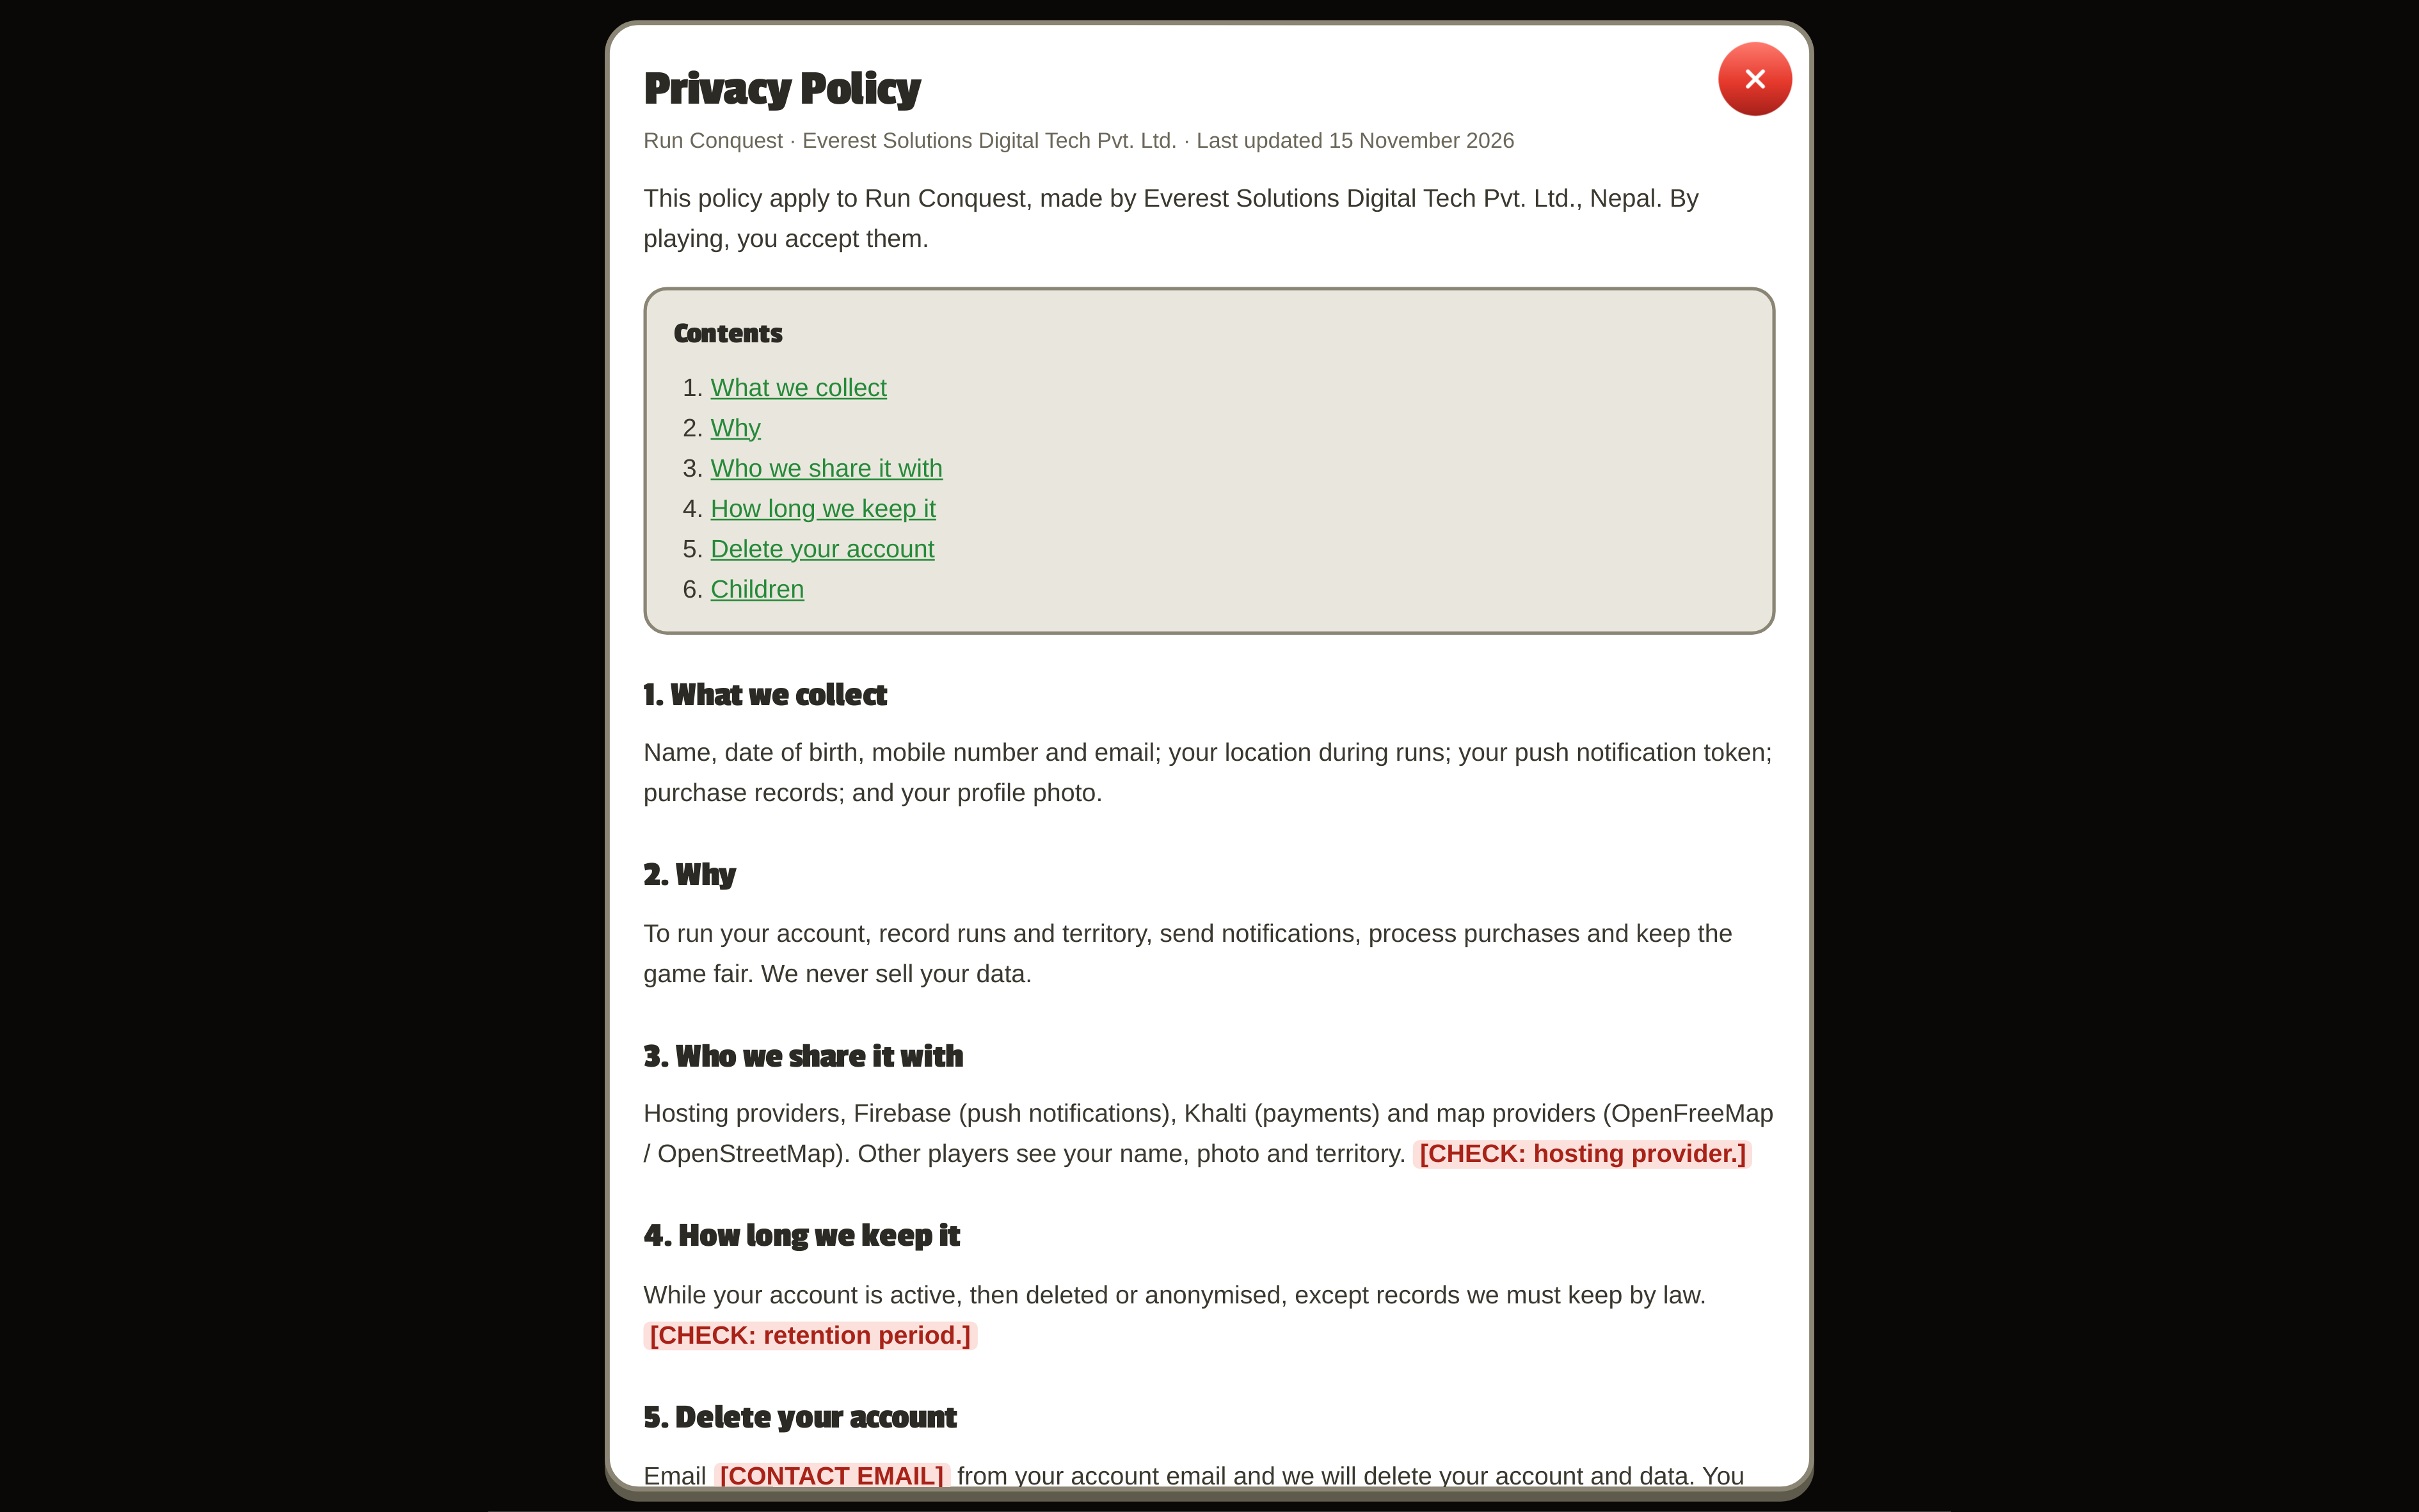 Privacy Policy
Run Conquest · Everest Solutions Digital Tech Pvt. Ltd. · Last updated 15 November 2026
This policy apply to Run Conquest, made by Everest Solutions Digital Tech Pvt. Ltd., Nepal. By
playing, you accept them.
Contents
1. What we collect
2. Why
3. Who we share it with
4. How long we keep it
5. Delete your account
6. Children
1. What we collect
Name, date of birth, mobile number and email; your location during runs; your push notification token;
purchase records; and your profile photo.
2. Why
To run your account, record runs and territory, send notifications, process purchases and keep the
game fair. We never sell your data.
3. Who we share it with
Hosting providers, Firebase (push notifications), Khalti (payments) and map providers (OpenFreeMap
/ OpenStreetMap). Other players see your name, photo and territory. [CHECK: hosting provider.]
4. How long we keep it
While your account is active, then deleted or anonymised, except records we must keep by law.
[CHECK: retention period.]
5. Delete your account
Email [CONTACT EMAIL] from your account email and we will delete your account and data. You